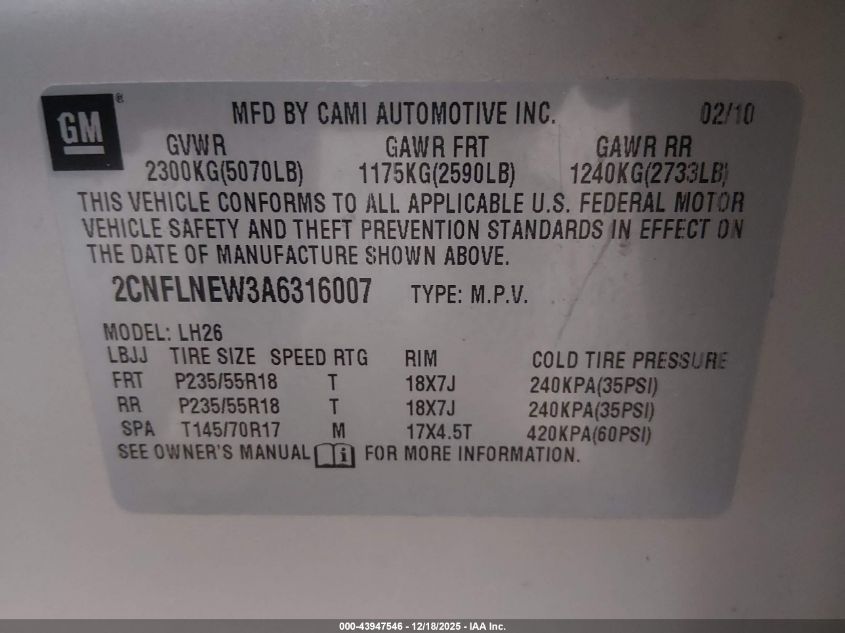 GM®
MFD BY CAMI AUTOMOTIVE INC. 02/10
GVWR GAWR FRT GAWR RR
2300KG(5070LB) 1175KG(2590LB) 1240KG(2733LB)
THIS VEHICLE CONFORMS TO ALL APPLICABLE U.S. FEDERAL MOTOR
VEHICLE SAFETY AND THEFT PREVENTION STANDARDS IN EFFECT ON
THE DATE OF MANUFACTURE SHOWN ABOVE.
2CNFLNEW3A6316007 TYPE: M.P.V.
MODEL: LH26
LBJJ TIRE SIZE SPEED RTG RIM COLD TIRE PRESSURE
FRT P235/55R18 T 18X7J 240KPA(35PSI)
RR P235/55R18 T 18X7J 240KPA(35PSI)
SPA T145/70R17 M 17X4.5T 420KPA(60PSI)
SEE OWNER'S MANUAL i FOR MORE INFORMATION.
000-43947546 - 12/18/2025 - IAA Inc.